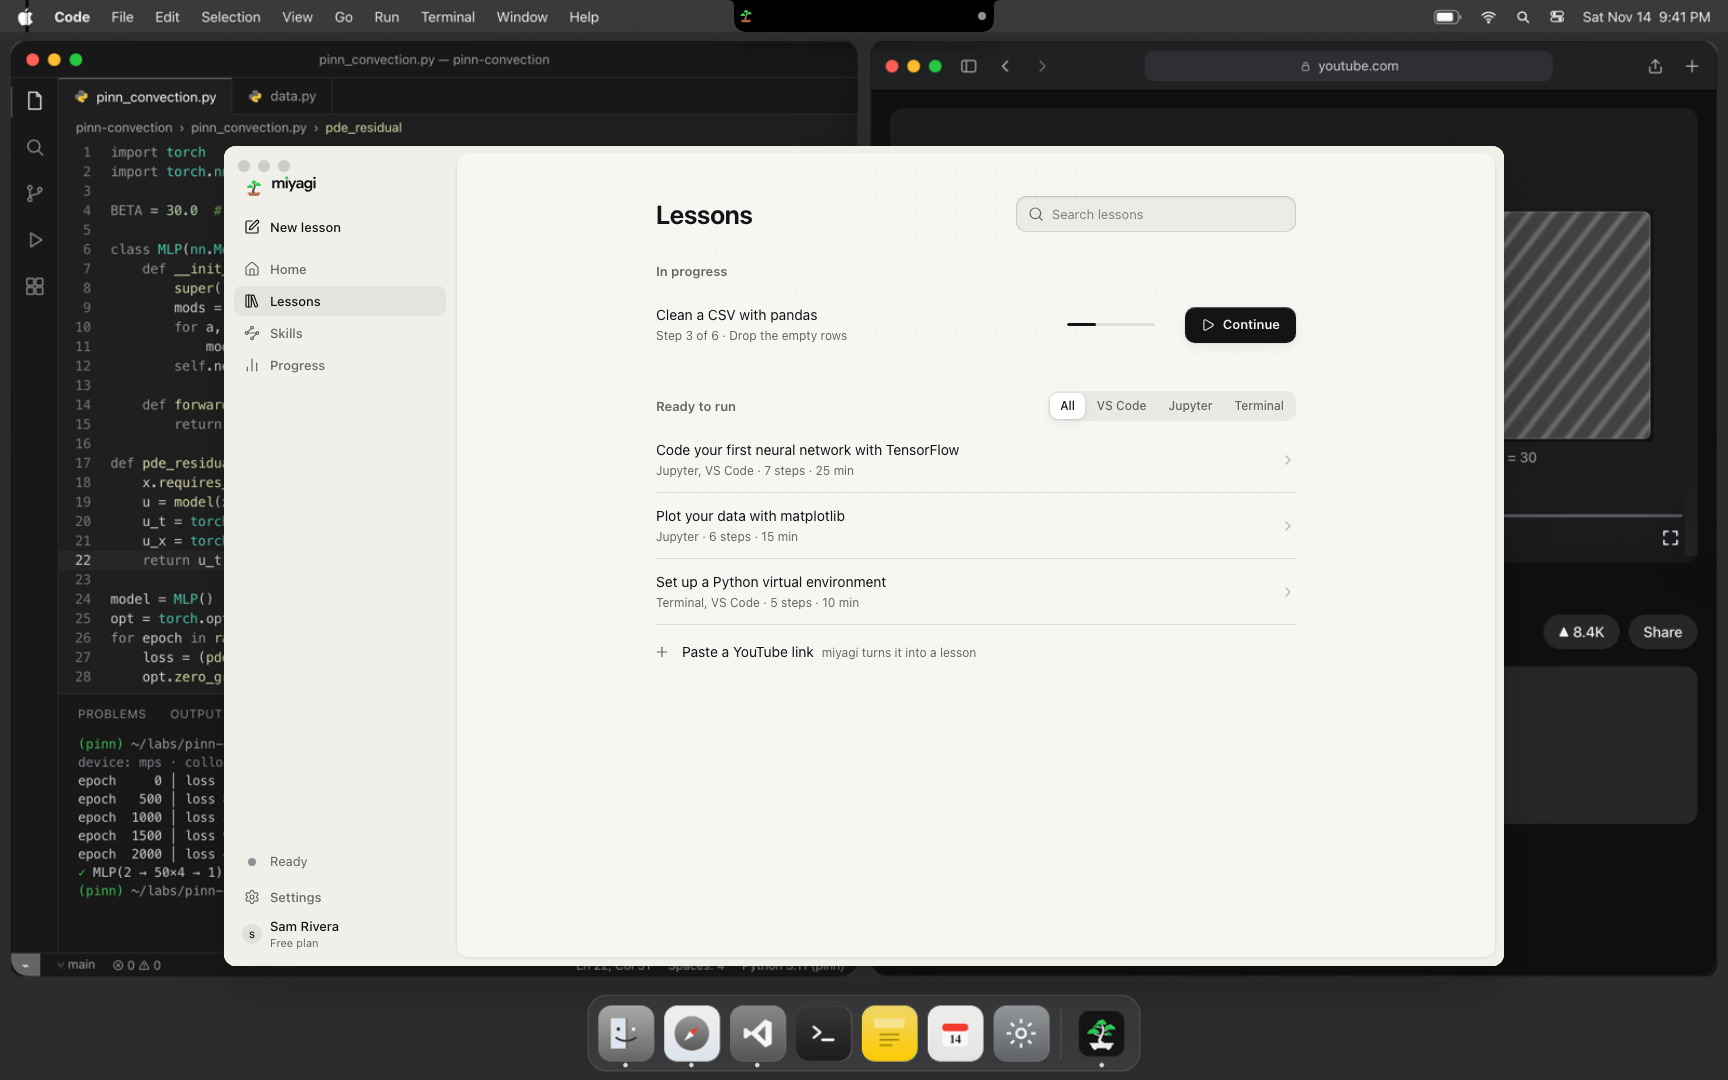 Code File Edit Selection View Go Run Terminal Window Help
Sat Nov 14 9:41 PM
pinn_convection.py — pinn-convection
pinn_convection.py
data.py
pinn-convection › pinn_convection.py › pde_residual
1 import torch
2 import torch.n
3
4 BETA = 30.0 #
5
6 class MLP(nn.M
7 def __init_
8 super(
9 mods =
10 for a,
11 mo
12 self.n
13
14 def forward
15 return
16
17 def pde_residu
18 x.requires_
19 u = model(
20 u_t = torc
21 u_x = torc
22 return u_t
23
24 model = MLP()
25 opt = torch.op
26 for epoch in r
27 loss = (pd
28 opt.zero_g
PROBLEMS OUTPUT
(pinn) ~/labs/pinn-
device: mps · collo
epoch 0 | loss
epoch 500 | loss
epoch 1000 | loss
epoch 1500 | loss
epoch 2000 | loss
✓ MLP(2 → 50×4 → 1)
(pinn) ~/labs/pinn-
main 0 0
youtube.com
= 30
8.4K
Share
miyagi
New lesson
Home
Lessons
Skills
Progress
Ready
Settings
S
Sam Rivera
Free plan
Lessons
Search lessons
In progress
Clean a CSV with pandas
Step 3 of 6 · Drop the empty rows
Continue
Ready to run
All VS Code Jupyter Terminal
Code your first neural network with TensorFlow
Jupyter, VS Code · 7 steps · 25 min
Plot your data with matplotlib
Jupyter · 6 steps · 15 min
Set up a Python virtual environment
Terminal, VS Code · 5 steps · 10 min
Paste a YouTube link miyagi turns it into a lesson
14